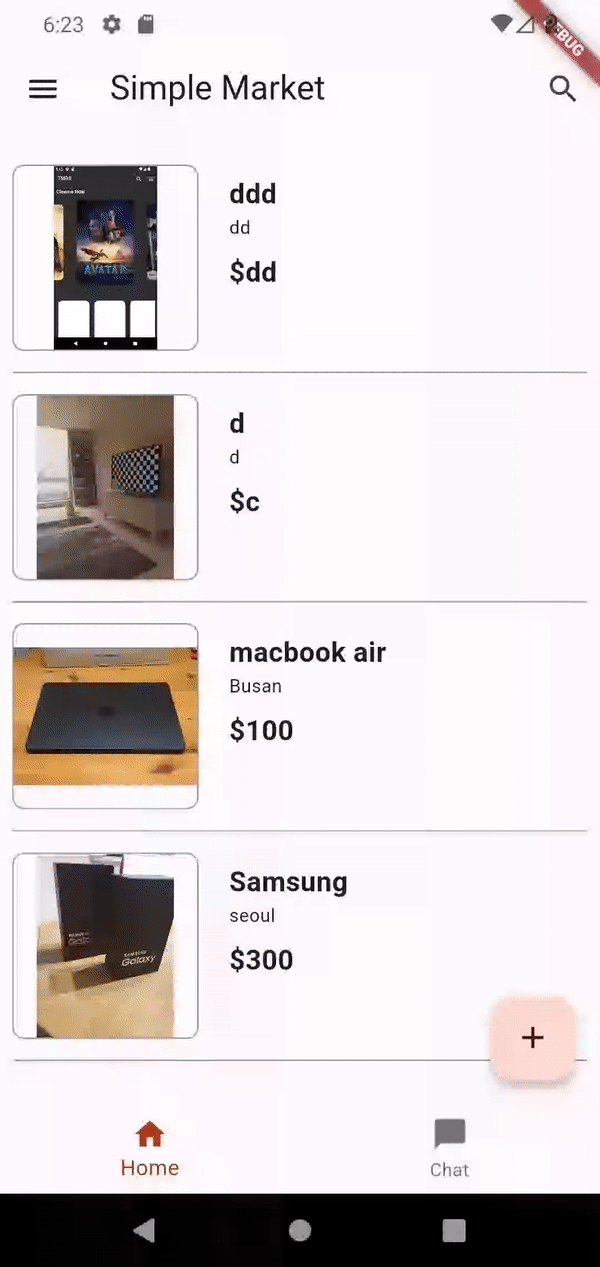 6:23
DEBUG
Simple Market
AVATAR
ddd
dd
$dd
d
d
$c
macbook air
Busan
$100
Galaxy
Samsung
seoul
$300
+
Home
Chat